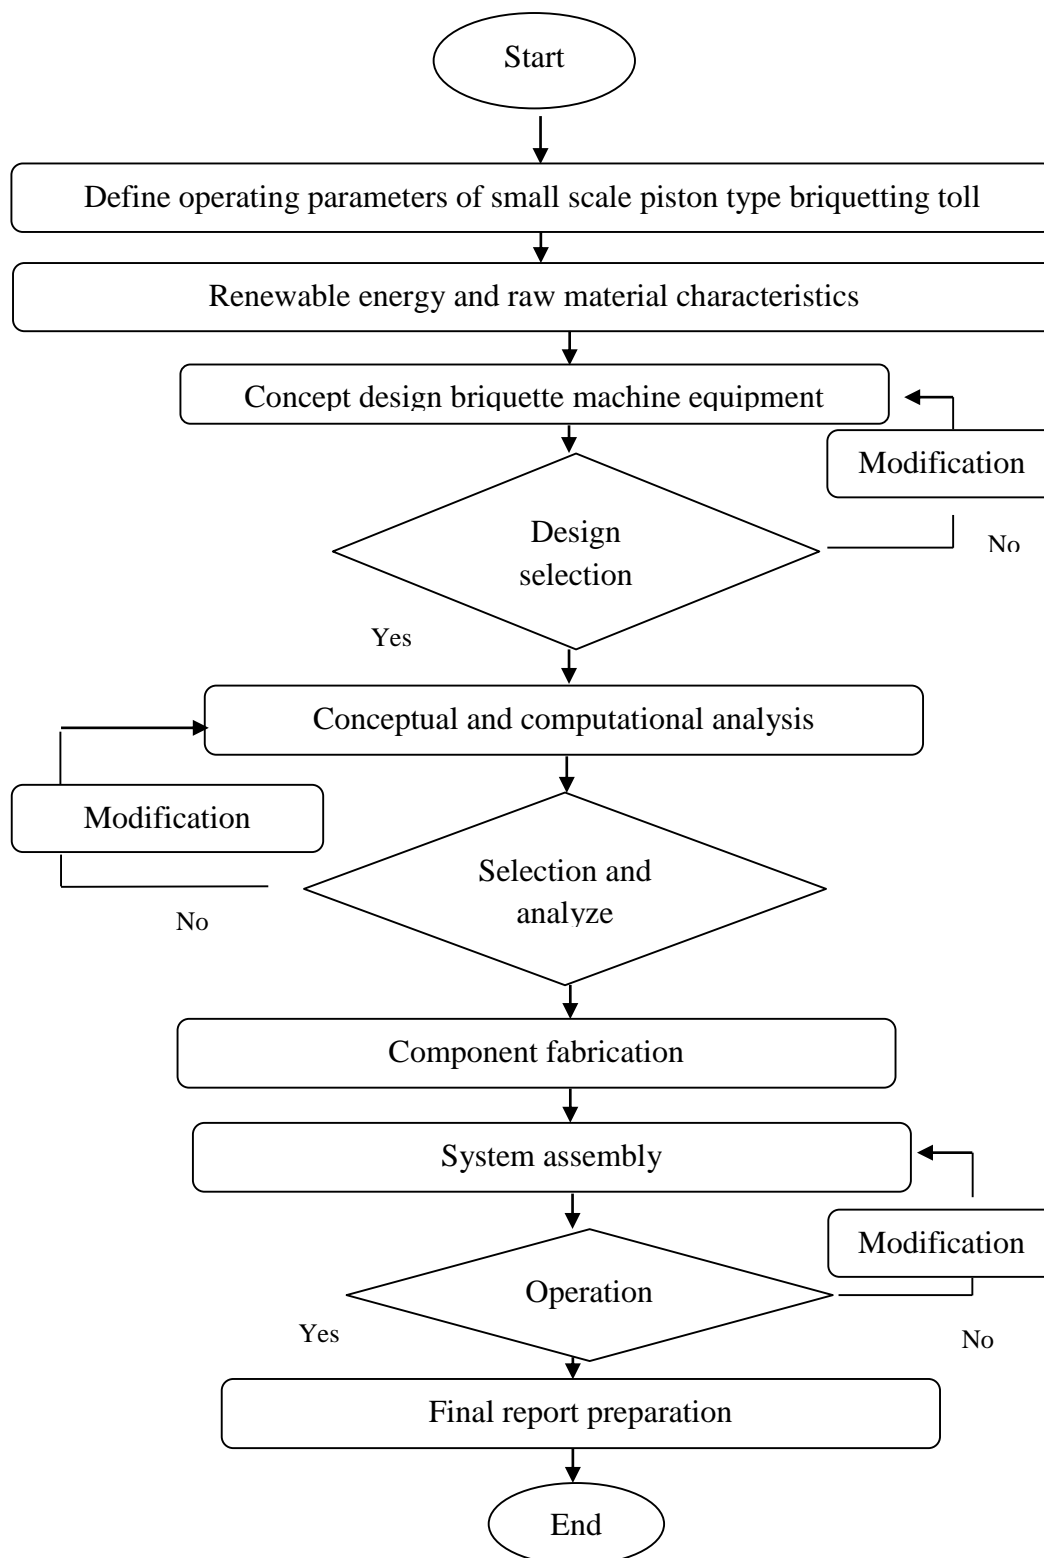 Start
Define operating parameters of small scale piston type briquetting toll
Renewable energy and raw material characteristics
Concept design briquette machine equipment
Modification
Design
selection
No
Yes
Conceptual and computational analysis
Modification
Selection and
analyze
No
Component fabrication
System assembly
Modification
Operation
Yes
No
Final report preparation
End